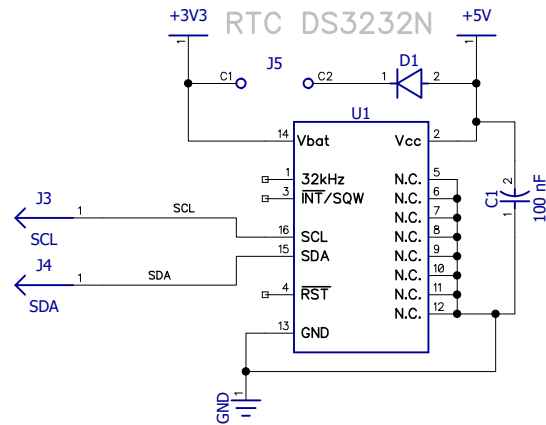 RTC DS3232N
+3V3
1
+5V
1
J5
C1
C2
D1
1
2
U1
14
Vbat
Vcc
2
1
32kHz
3
INT/SQW
N.C.
5
N.C.
6
N.C.
7
N.C.
8
N.C.
9
N.C.
10
N.C.
11
N.C.
12
J3
1
SCL
SCL
16
SCL
J4
1
SDA
SDA
15
SDA
4
RST
13
GND
GND
1
C1
100 nF
2
1